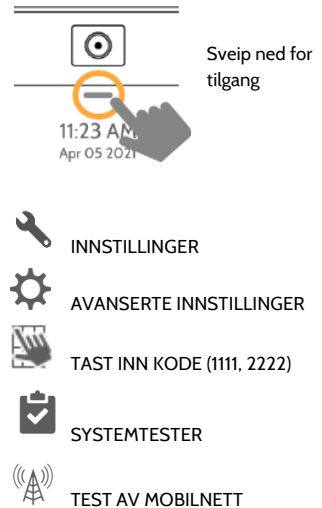 Sveip ned for
tilgang
11:23 AM
Apr 05 2021
INNSTILLINGER
AVANSERTE INNSTILLINGER
TAST INN KODE (1111, 2222)
SYSTEMTESTER
TEST AV MOBILNETT